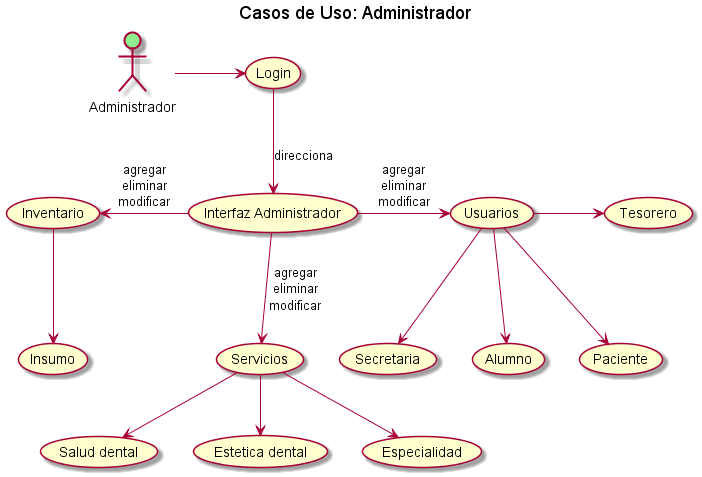 Casos de Uso: Administrador
Login
Administrador
direcciona
agregar
eliminar
modificar
agregar
eliminar
modificar
Inventario
Interfaz Administrador
Usuarios
Tesorero
agregar
eliminar
modificar
Insumo
Servicios
Secretaria
Alumno
Paciente
Salud dental
Estetica dental
Especialidad